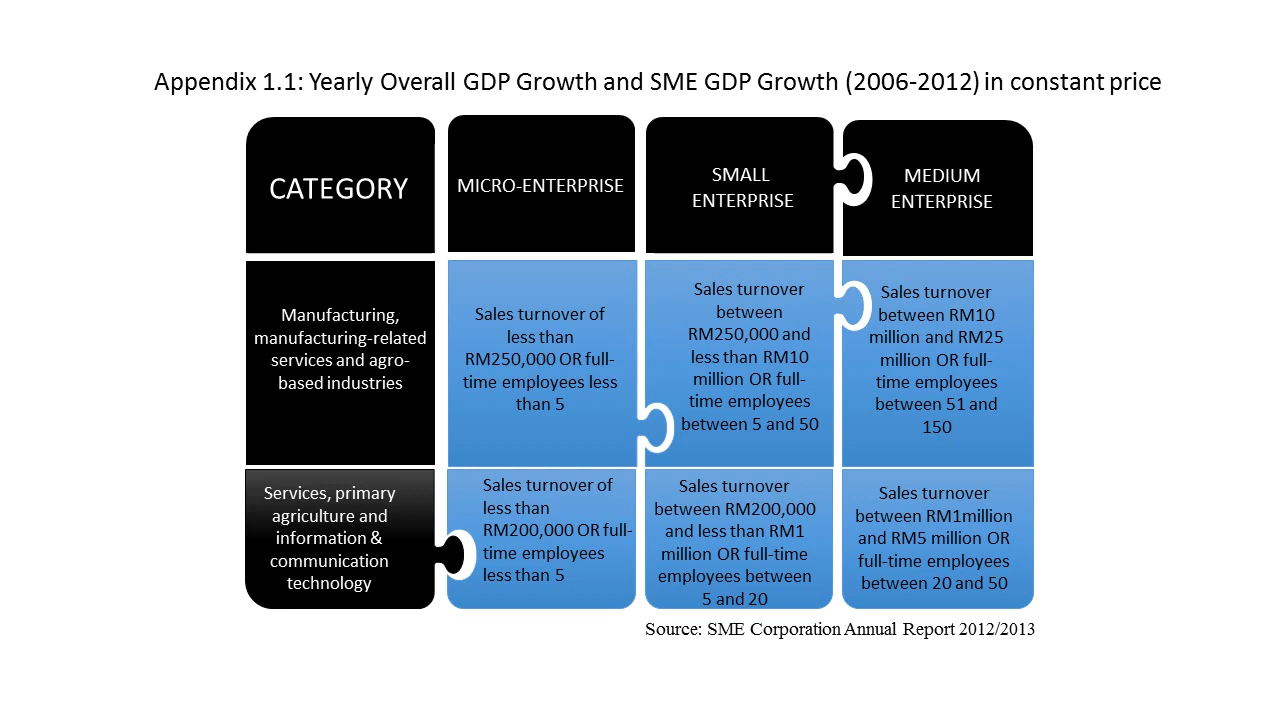 Appendix 1.1: Yearly Overall GDP Growth and SME GDP Growth (2006-2012) in constant price
CATEGORY
MICRO-ENTERPRISE
SMALL
ENTERPRISE
MEDIUM
ENTERPRISE
Manufacturing,
manufacturing-related
services and agro-
based industries
Sales turnover of
less than
RM250,000 OR full-
time employees less
than 5
Sales turnover
between
RM250,000 and
less than RM10
million OR full-
time employees
between 5 and 50
Sales turnover
between RM10
million and RM25
million OR full-
time employees
between 51 and
150
Services, primary
agriculture and
information &
communication
technology
Sales turnover of
less than
RM200,000 OR full-
time employees
less than 5
Sales turnover
between RM200,000
and less than RM1
million OR full-time
employees between
5 and 20
Sales turnover
between RM1million
and RM5 million OR
full-time employees
between 20 and 50
Source: SME Corporation Annual Report 2012/2013